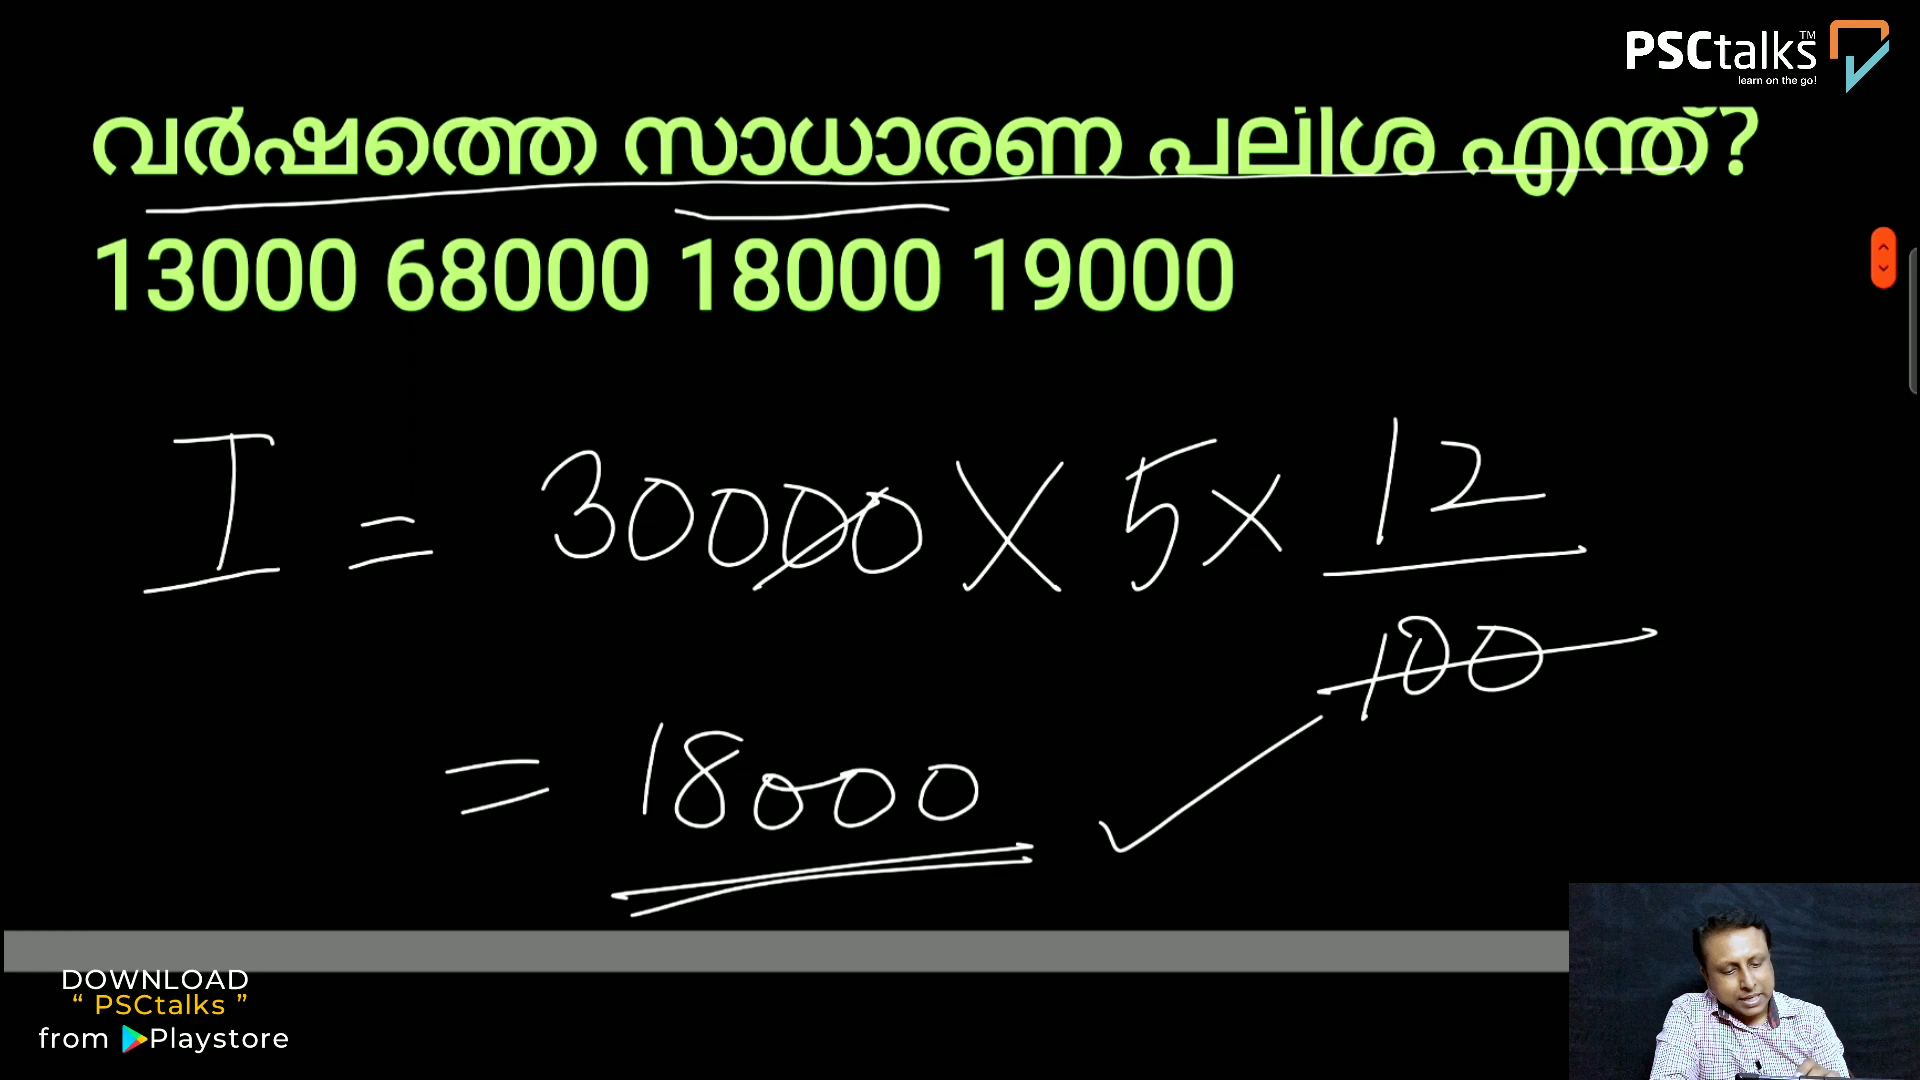 PSCtalks™
learn on the go!
വർഷത്തെ സാധാരണ പലിശ എന്ത്?
13000 68000 18000 19000
I = 30000 X 5 x 12
100
= 18000
DOWNLOAD
“ PSCtalks ”
from Playstore